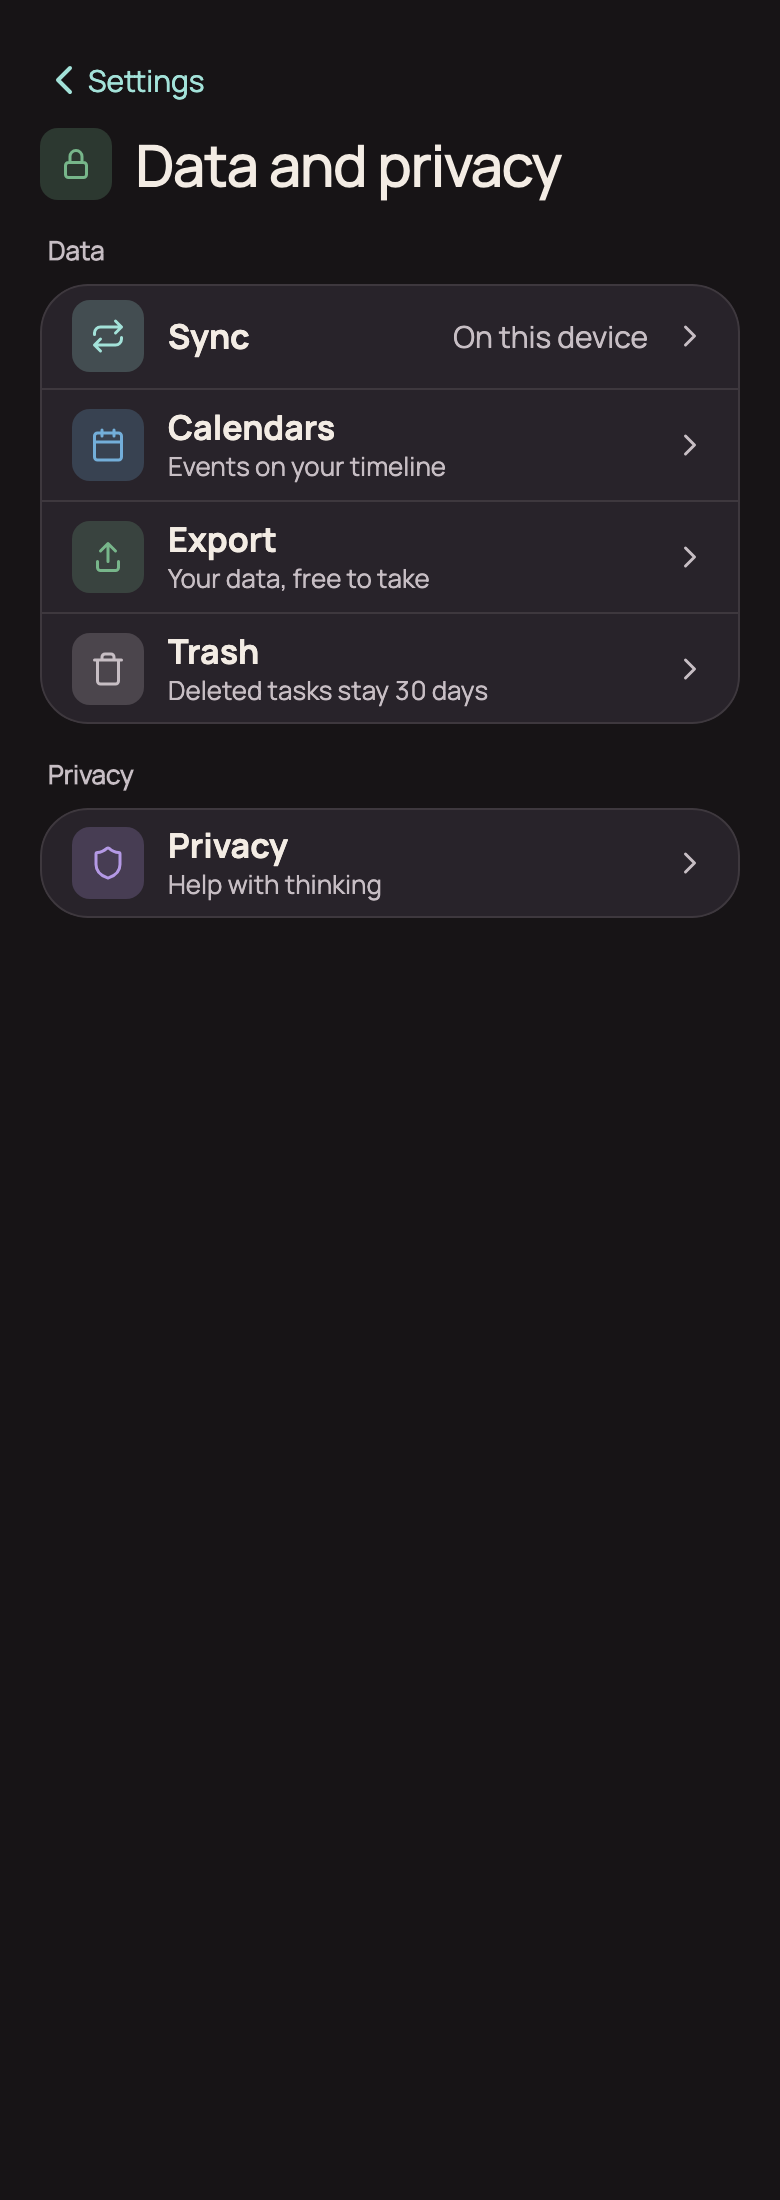 Settings
Data and privacy
Data
Sync
On this device
Calendars
Events on your timeline
Export
Your data, free to take
Trash
Deleted tasks stay 30 days
Privacy
Privacy
Help with thinking